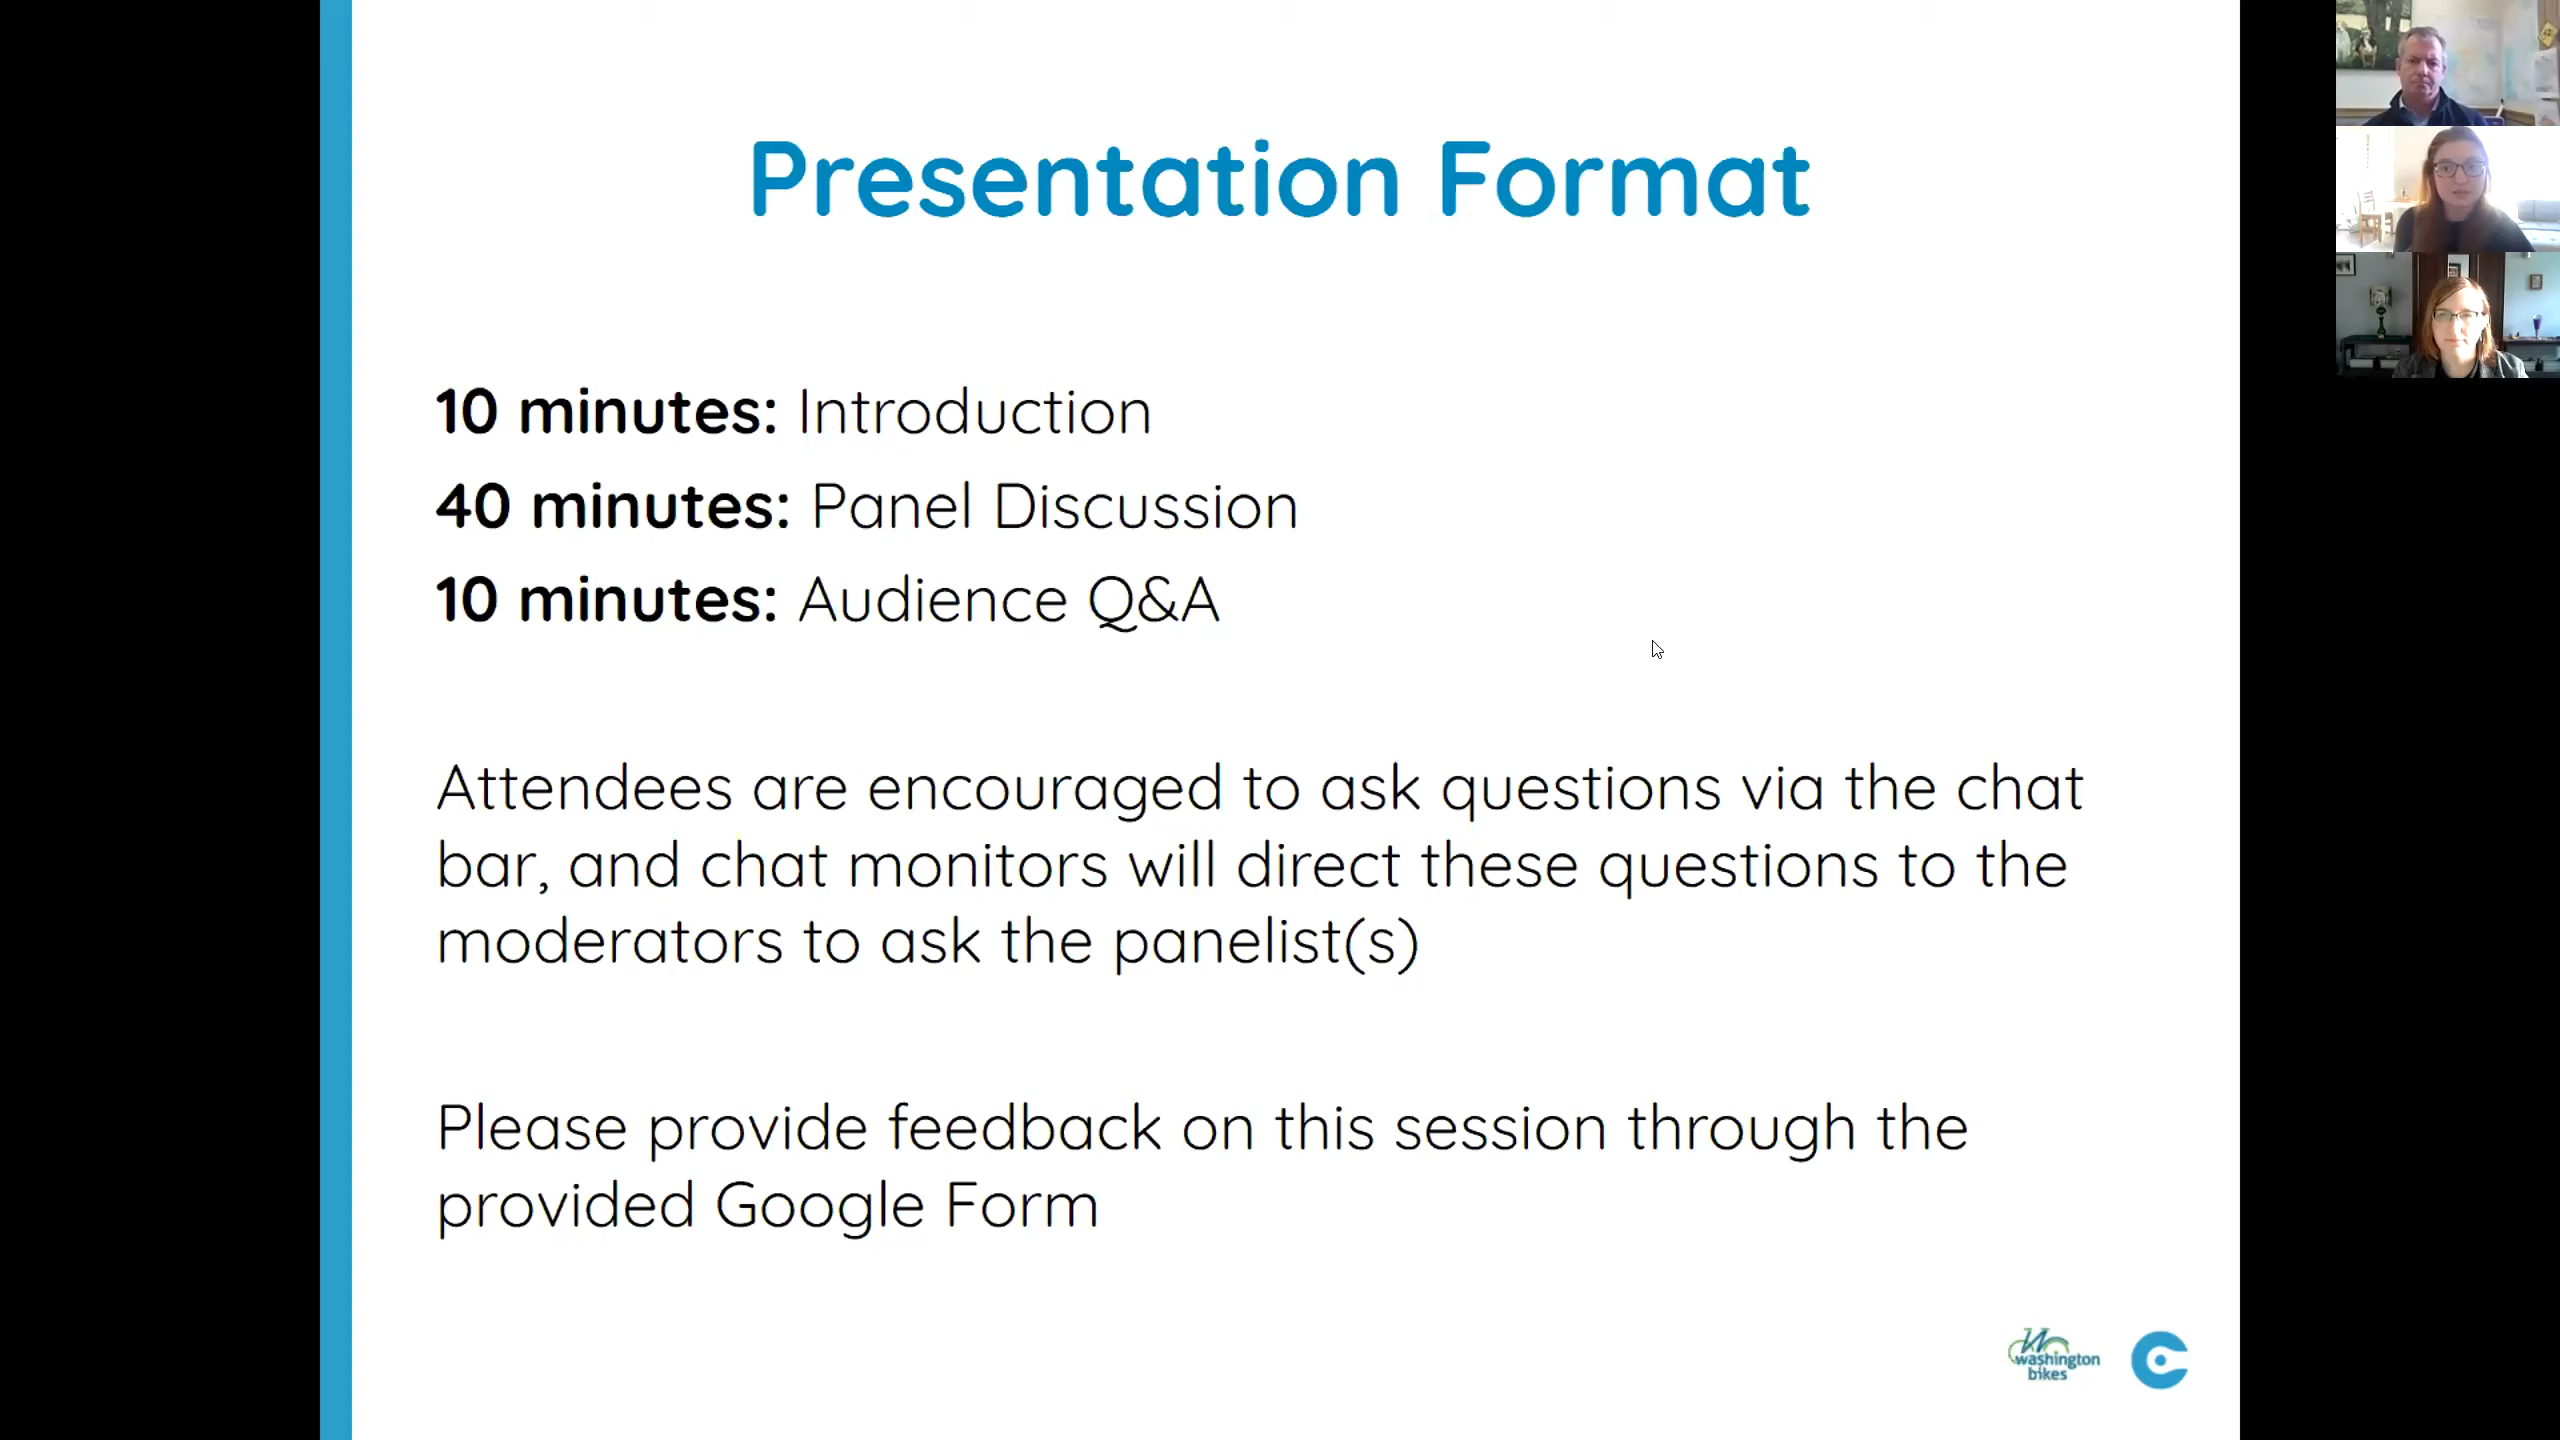 Presentation Format
10 minutes: Introduction
40 minutes: Panel Discussion
10 minutes: Audience Q&A
Attendees are encouraged to ask questions via the chat
bar, and chat monitors will direct these questions to the
moderators to ask the panelist(s)
Please provide feedback on this session through the
provided Google Form
washington
bikes